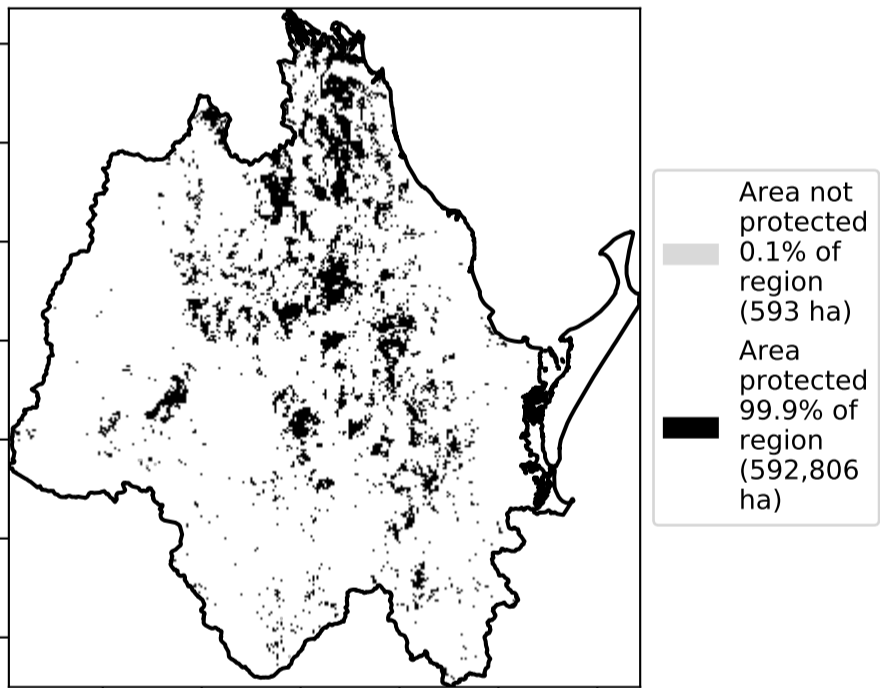 Area not
protected
0.1% of
region
(593 ha)
Area
protected
99.9% of
region
(592,806
ha)